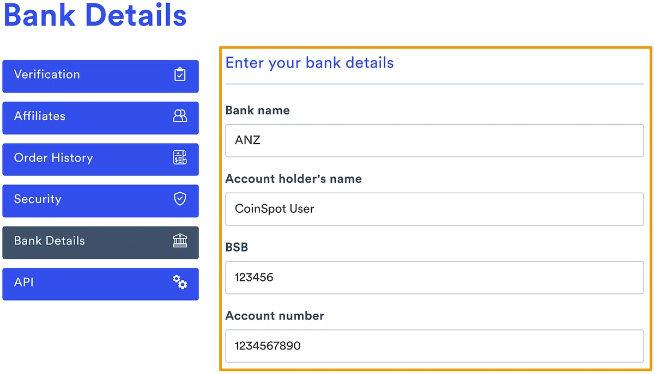 Bank Details
Verification
Affiliates
Order History
Security
Bank Details
API
Enter your bank details
Bank name
ANZ
Account holder's name
CoinSpot User
BSB
123456
Account number
1234567890